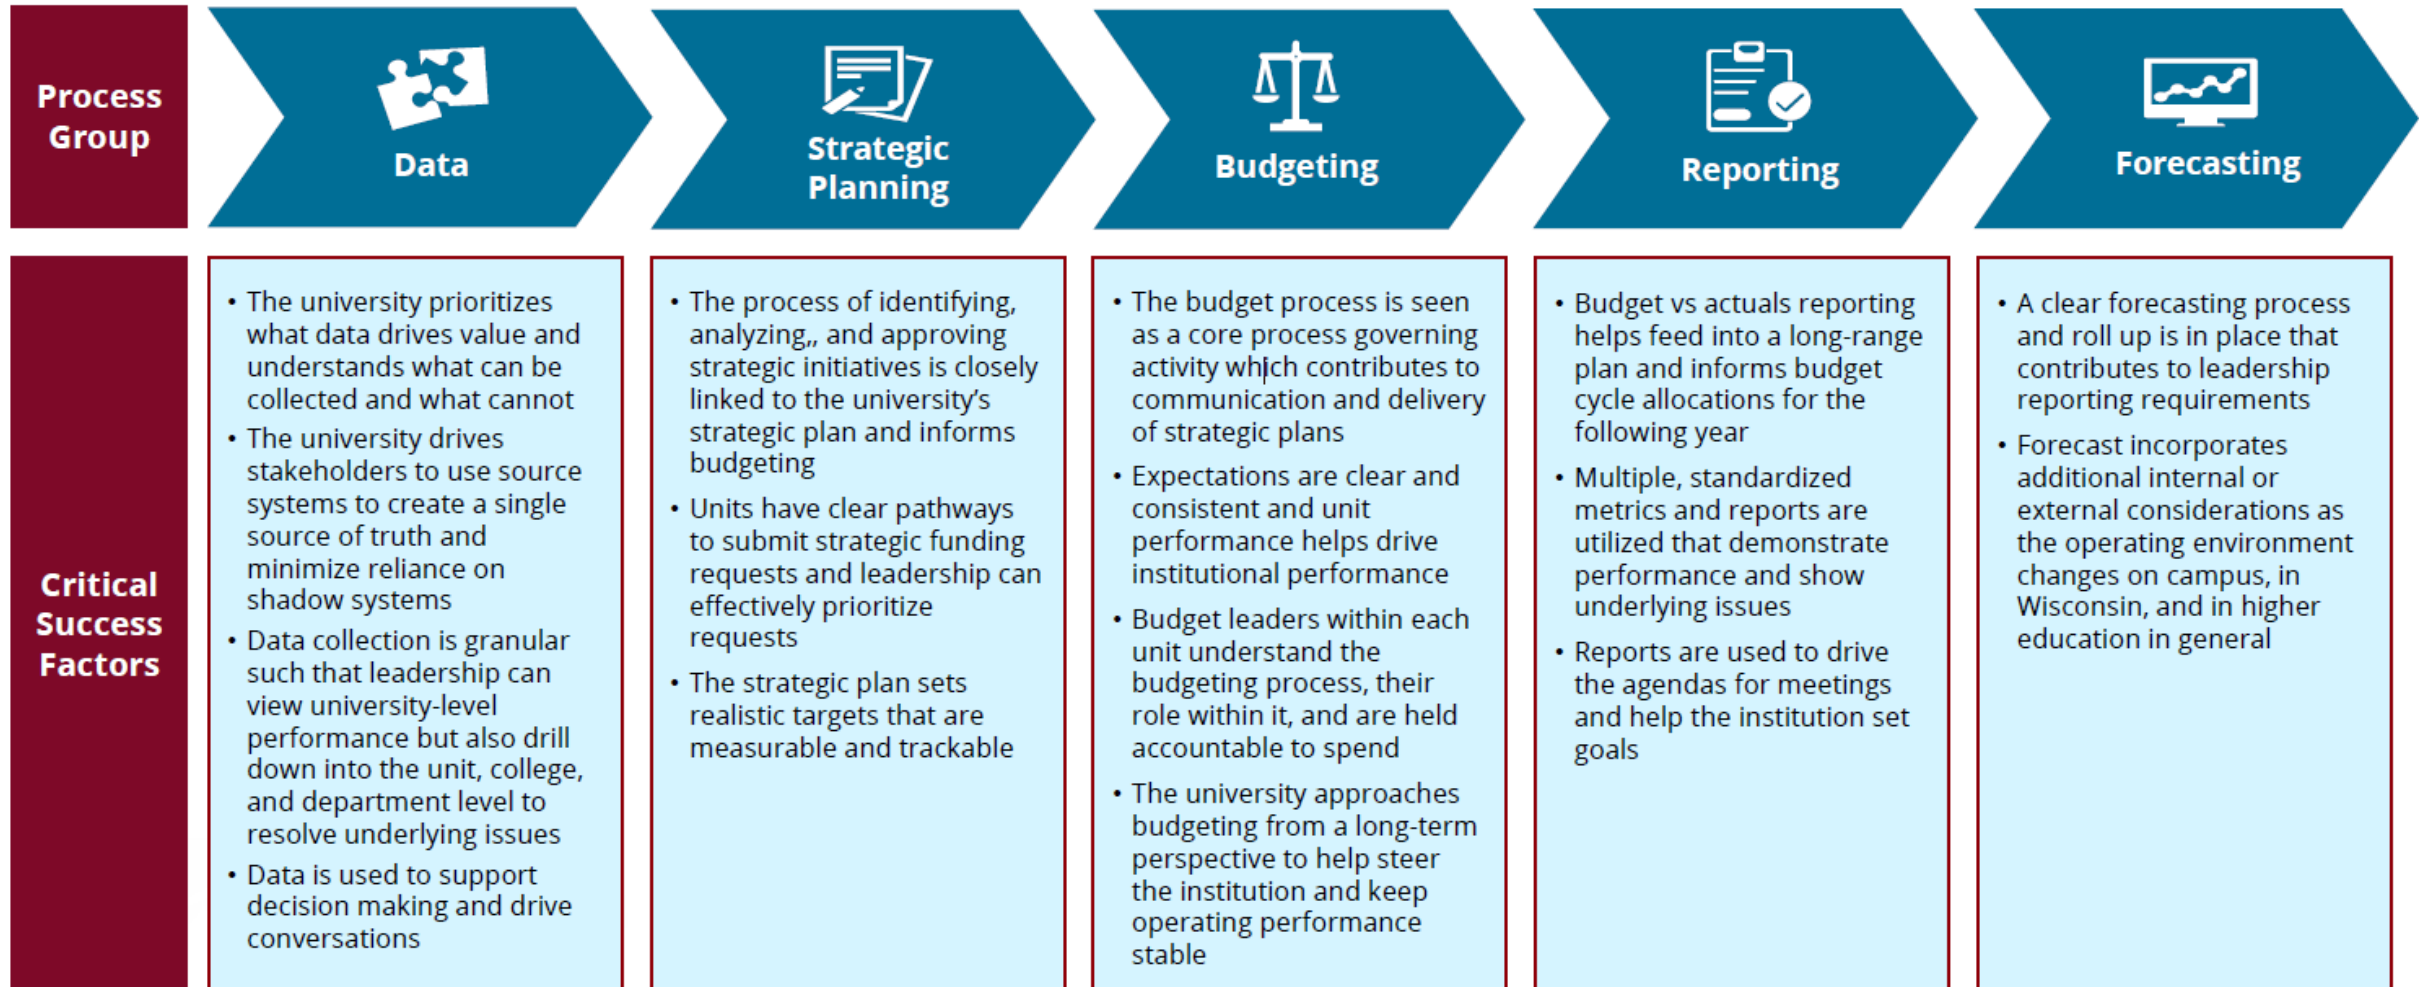 Process
Group
Data
Strategic
Planning
Budgeting
Reporting
Forecasting
Critical
Success
Factors
• The university prioritizes
what data drives value and
understands what can be
collected and what cannot
• The university drives
stakeholders to use source
systems to create a single
source of truth and
minimize reliance on
shadow systems
• Data collection is granular
such that leadership can
view university-level
performance but also drill
down into the unit, college,
and department level to
resolve underlying issues
• Data is used to support
decision making and drive
conversations
• The process of identifying,
analyzing,, and approving
strategic initiatives is closely
linked to the university’s
strategic plan and informs
budgeting
• Units have clear pathways
to submit strategic funding
requests and leadership can
effectively prioritize
requests
• The strategic plan sets
realistic targets that are
measurable and trackable
• The budget process is seen
as a core process governing
activity which contributes to
communication and delivery
of strategic plans
• Expectations are clear and
consistent and unit
performance helps drive
institutional performance
• Budget leaders within each
unit understand the
budgeting process, their
role within it, and are held
accountable to spend
• The university approaches
budgeting from a long-term
perspective to help steer
the institution and keep
operating performance
stable
• Budget vs actuals reporting
helps feed into a long-range
plan and informs budget
cycle allocations for the
following year
• Multiple, standardized
metrics and reports are
utilized that demonstrate
performance and show
underlying issues
• Reports are used to drive
the agendas for meetings
and help the institution set
goals
• A clear forecasting process
and roll up is in place that
contributes to leadership
reporting requirements
• Forecast incorporates
additional internal or
external considerations as
the operating environment
changes on campus, in
Wisconsin, and in higher
education in general